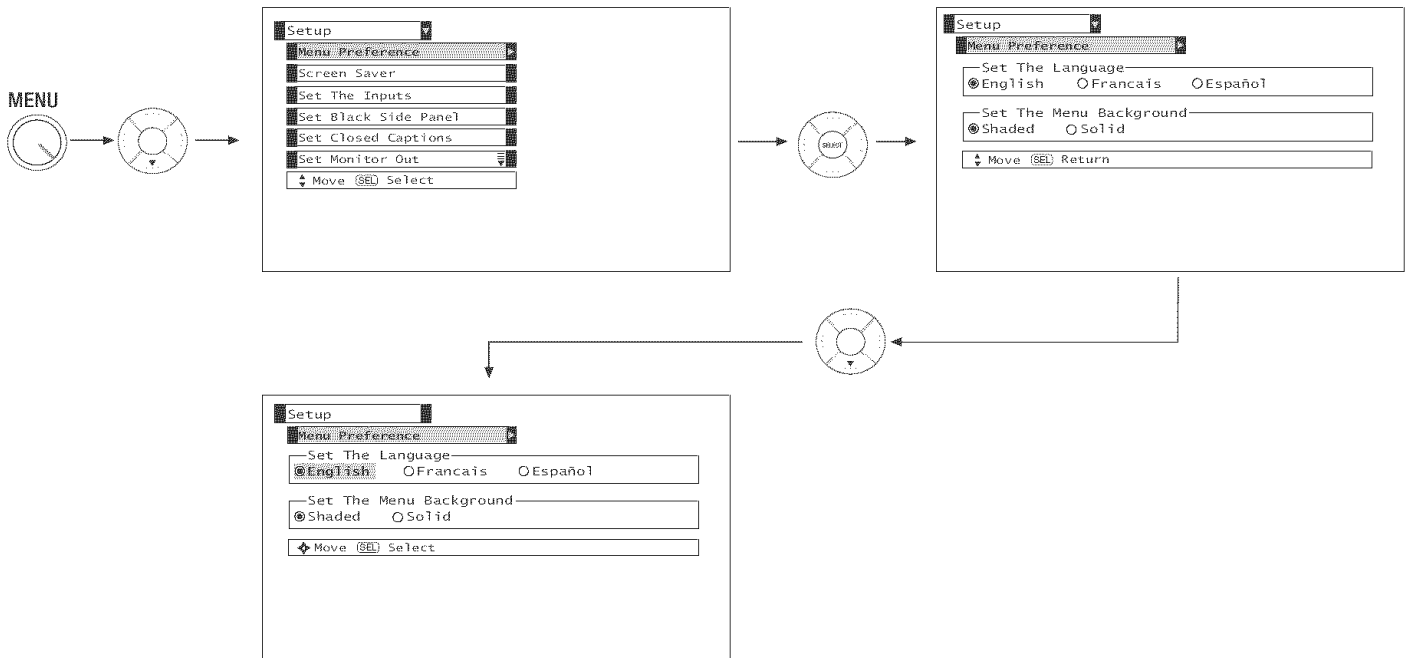 MENU
Setup
Menu Preference
Screen Saver
Set The Inputs
Set Black Side Panel
Set Closed Captions
Set Monitor Out
Move SEL Select
SELECT
Setup
Menu Preference
Set The Language
English Francais Español
Set The Menu Background
Shaded Solid
Move SEL Return
Setup
Menu Preference
Set The Language
English Francais Español
Set The Menu Background
Shaded Solid
Move SEL Select